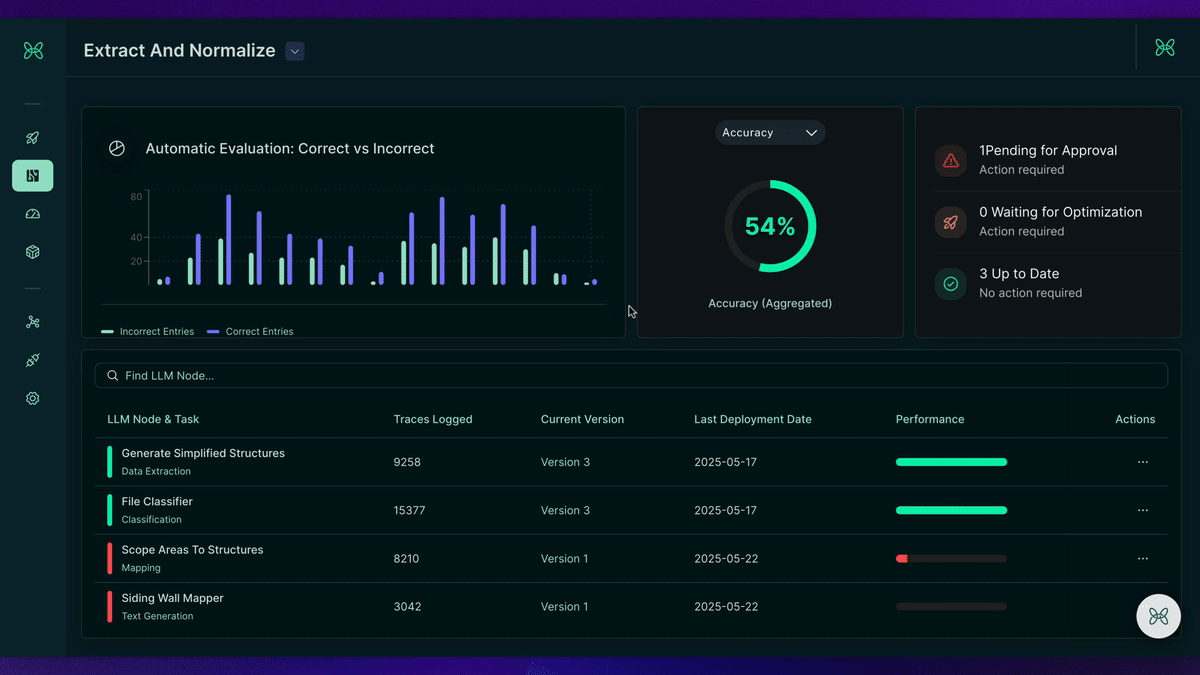 Extract And Normalize
Automatic Evaluation: Correct vs Incorrect
80
40
20
Incorrect Entries
Correct Entries
Accuracy
54%
Accuracy (Aggregated)
1Pending for Approval
Action required
0 Waiting for Optimization
Action required
3 Up to Date
No action required
Find LLM Node...
LLM Node & Task Traces Logged Current Version Last Deployment Date Performance Actions
Generate Simplified Structures
Data Extraction
9258 Version 3 2025-05-17 ...
File Classifier
Classification
15377 Version 3 2025-05-17 ...
Scope Areas To Structures
Mapping
8210 Version 1 2025-05-22 ...
Siding Wall Mapper
Text Generation
3042 Version 1 2025-05-22